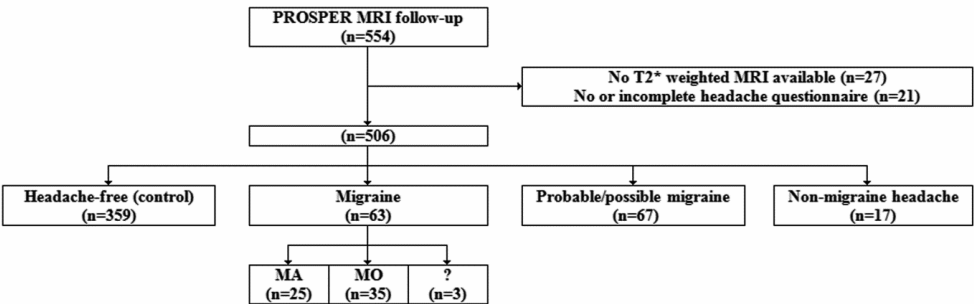 PROSPER MRI follow-up
(n=554)
No T2* weighted MRI available (n=27)
No or incomplete headache questionnaire (n=21)
(n=506)
Headache-free (control)
(n=359)
Migraine
(n=63)
Probable/possible migraine
(n=67)
Non-migraine headache
(n=17)
MA
(n=25)
MO
(n=35)
?
(n=3)